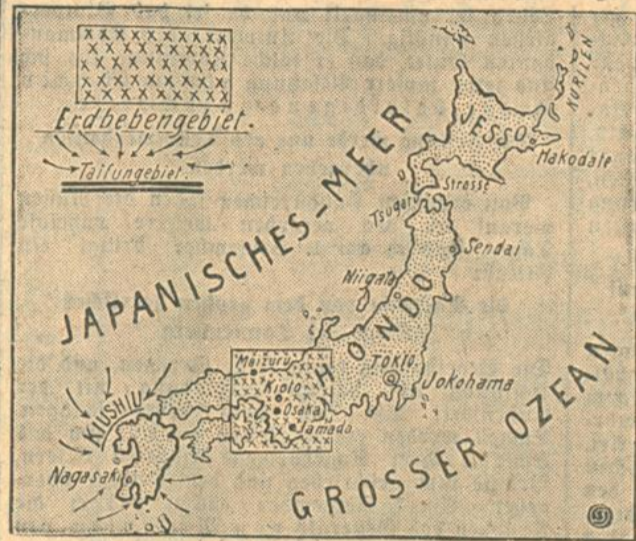 Erdbebengebiet.
Taifungebiet.
KURILEN
JESSO
Hakodate
Strasse
Tsugaru
JAPANISCHES-MEER
Sendai
Niigata
HONDO
TOKIO
Jokohama
Maizuru
Kioto
Osaka
Jamado
KIUSHIU
Nagasaki
GROSSER OZEAN